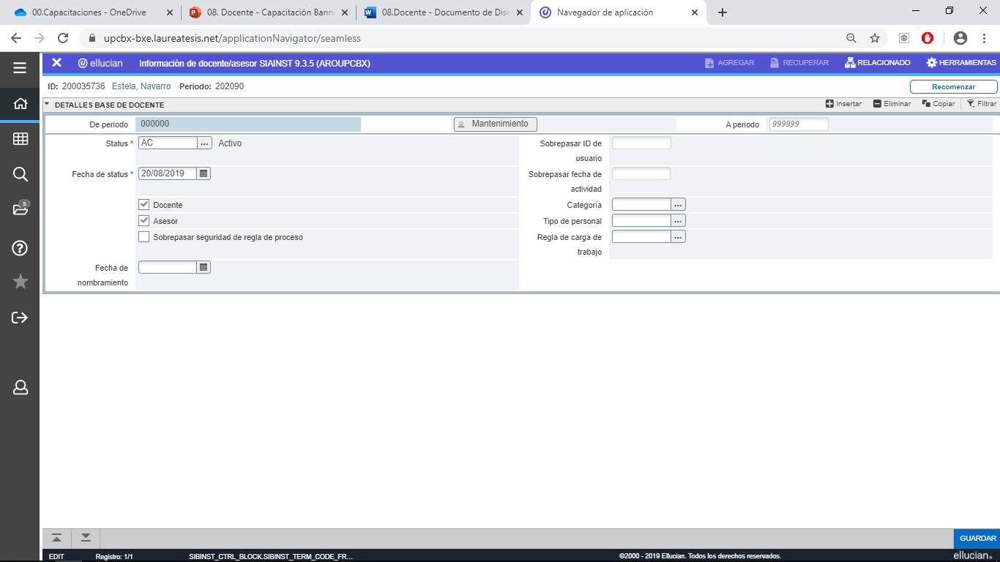 00.Capacitaciones - OneDrive
08. Docente - Capacitación Bann
08.Docente - Documento de Dise
Navegador de aplicación
upcbx-bxe.laureatesis.net/applicationNavigator/seamless
ellucian Información de docente/asesor SIAINST 9.3.5 (AROUPCBX) AGREGAR RECUPERAR RELACIONADO HERRAMIENTAS
ID: 200035736 Estela, Navarro Periodo: 202090 Recomenzar
DETALLES BASE DE DOCENTE Insertar Eliminar Copiar Filtrar
De periodo 000000 Mantenimiento A periodo 999999
Status * AC ... Activo
Fecha de status * 20/08/2019
Docente
Asesor
Sobrepasar seguridad de regla de proceso
Fecha de
nombramiento
Sobrepasar ID de
usuario
Sobrepasar fecha de
actividad
Categoría ...
Tipo de personal ...
Regla de carga de ...
trabajo
5
GUARDAR
EDIT Registro: 1/1 SIBINST_CTRL_BLOCK.SIBINST_TERM_CODE_FR... ©2000 - 2019 Ellucian. Todos los derechos reservados. ellucian